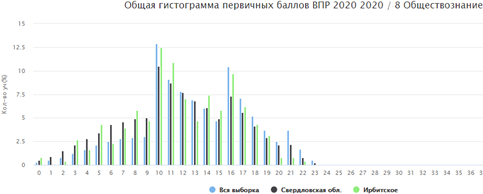 Общая гистограмма первичных баллов ВПР 2020 2020 / 8 Обществознание
Кол-во уч(%)
15
12.5
10
7.5
5
2.5
0
0 1 2 3 4 5 6 7 8 9 10 11 12 13 14 15 16 17 18 19 20 21 22 23 24 25 26 27 28 29 30 31 32 33 34 35 36
Вся выборка Свердловская обл. Ирбитское